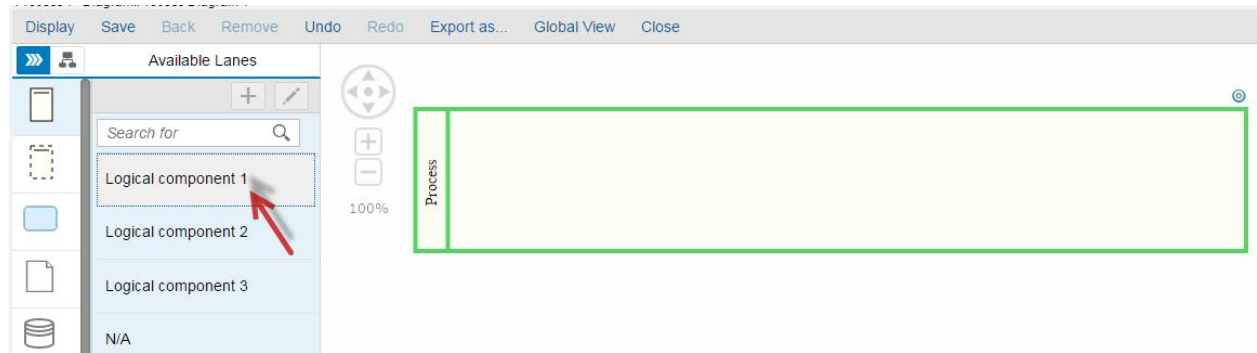 Display Save Back Remove Undo Redo Export as... Global View Close
Available Lanes
Search for
Logical component 1
Logical component 2
Logical component 3
N/A
100%
Process